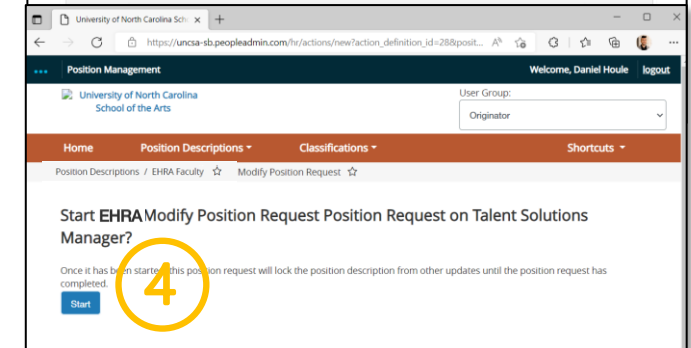 University of North Carolina Sch
https://uncsa-sb.peopleadmin.com/hr/actions/new?action_definition_id=28&posit...
Position Management
Welcome, Daniel Houle
logout
University of North Carolina
School of the Arts
User Group:
Originator
Home
Position Descriptions
Classifications
Shortcuts
Position Descriptions / EHRA Faculty
Modify Position Request
Start EHRA Modify Position Request Position Request on Talent Solutions
Manager?
Once it has been started, this position request will lock the position description from other updates until the position request has
completed.
Start
4